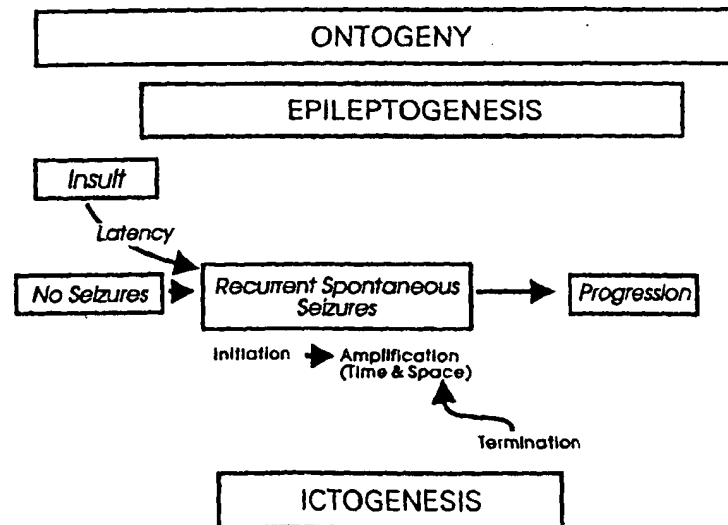 ONTOGENY
EPILEPTOGENESIS
Insult
Latency
No Seizures
Recurrent Spontaneous
Seizures
Progression
Initiation
Amplification
(Time & Space)
Termination
ICTOGENESIS